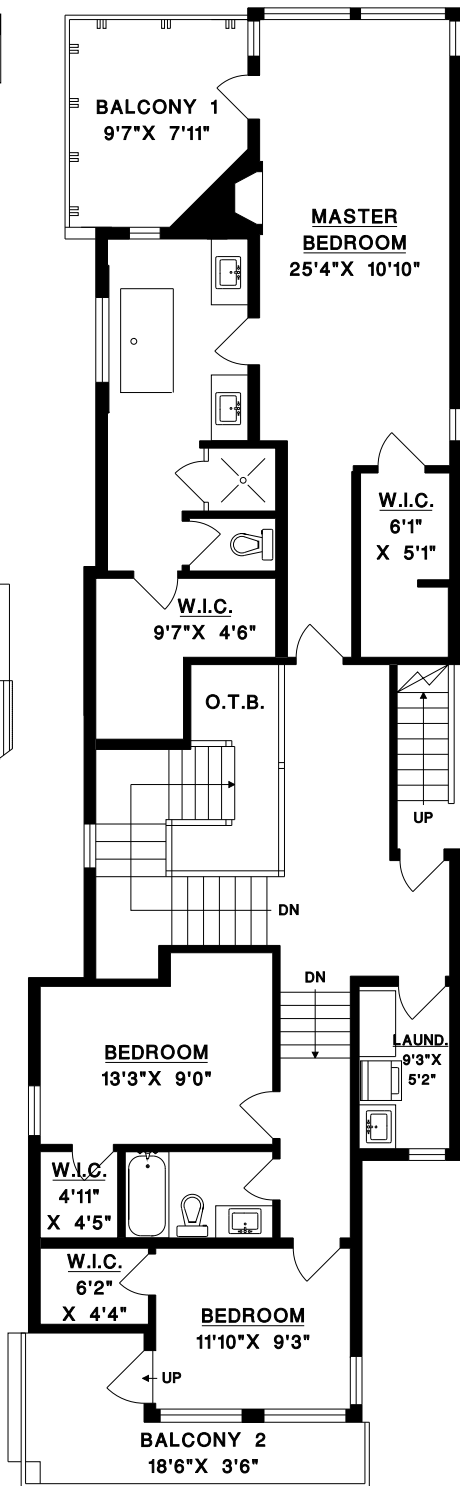 BALCONY 1
9'7"X 7'11"
MASTER
BEDROOM
25'4"X 10'10"
W.I.C.
6'1"
X 5'1"
W.I.C.
9'7"X 4'6"
O.T.B.
UP
DN
DN
LAUND.
9'3"X
5'2"
BEDROOM
13'3"X 9'0"
W.I.C.
4'11"
X 4'5"
W.I.C.
6'2"
X 4'4"
BEDROOM
11'10"X 9'3"
UP
BALCONY 2
18'6"X 3'6"